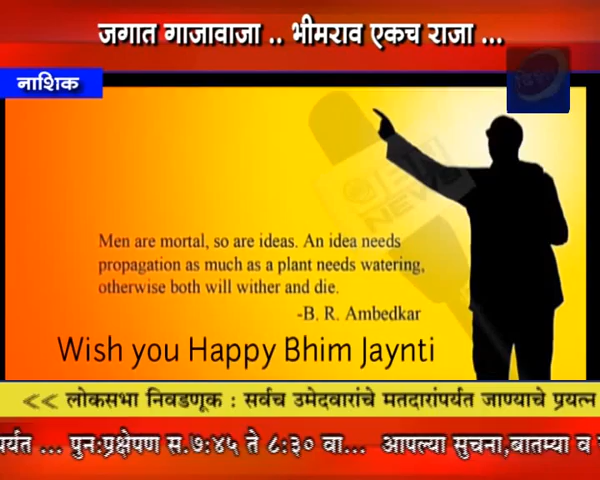 जगात गाजावाजा .. भीमराव एकच राजा ...
नाशिक
NEWS
Men are mortal, so are ideas. An idea needs
propagation as much as a plant needs watering,
otherwise both will wither and die.
-B. R. Ambedkar
Wish you Happy Bhim Jaynti
<< लोकसभा निवडणूक : सर्वच उमेदवारांचे मतदारांपर्यंत जाण्याचे प्रयत्न
पर्यंत ... पुन:प्रक्षेपण स.७:४५ ते ८:३० वा... आपल्या सुचना,बातम्या व